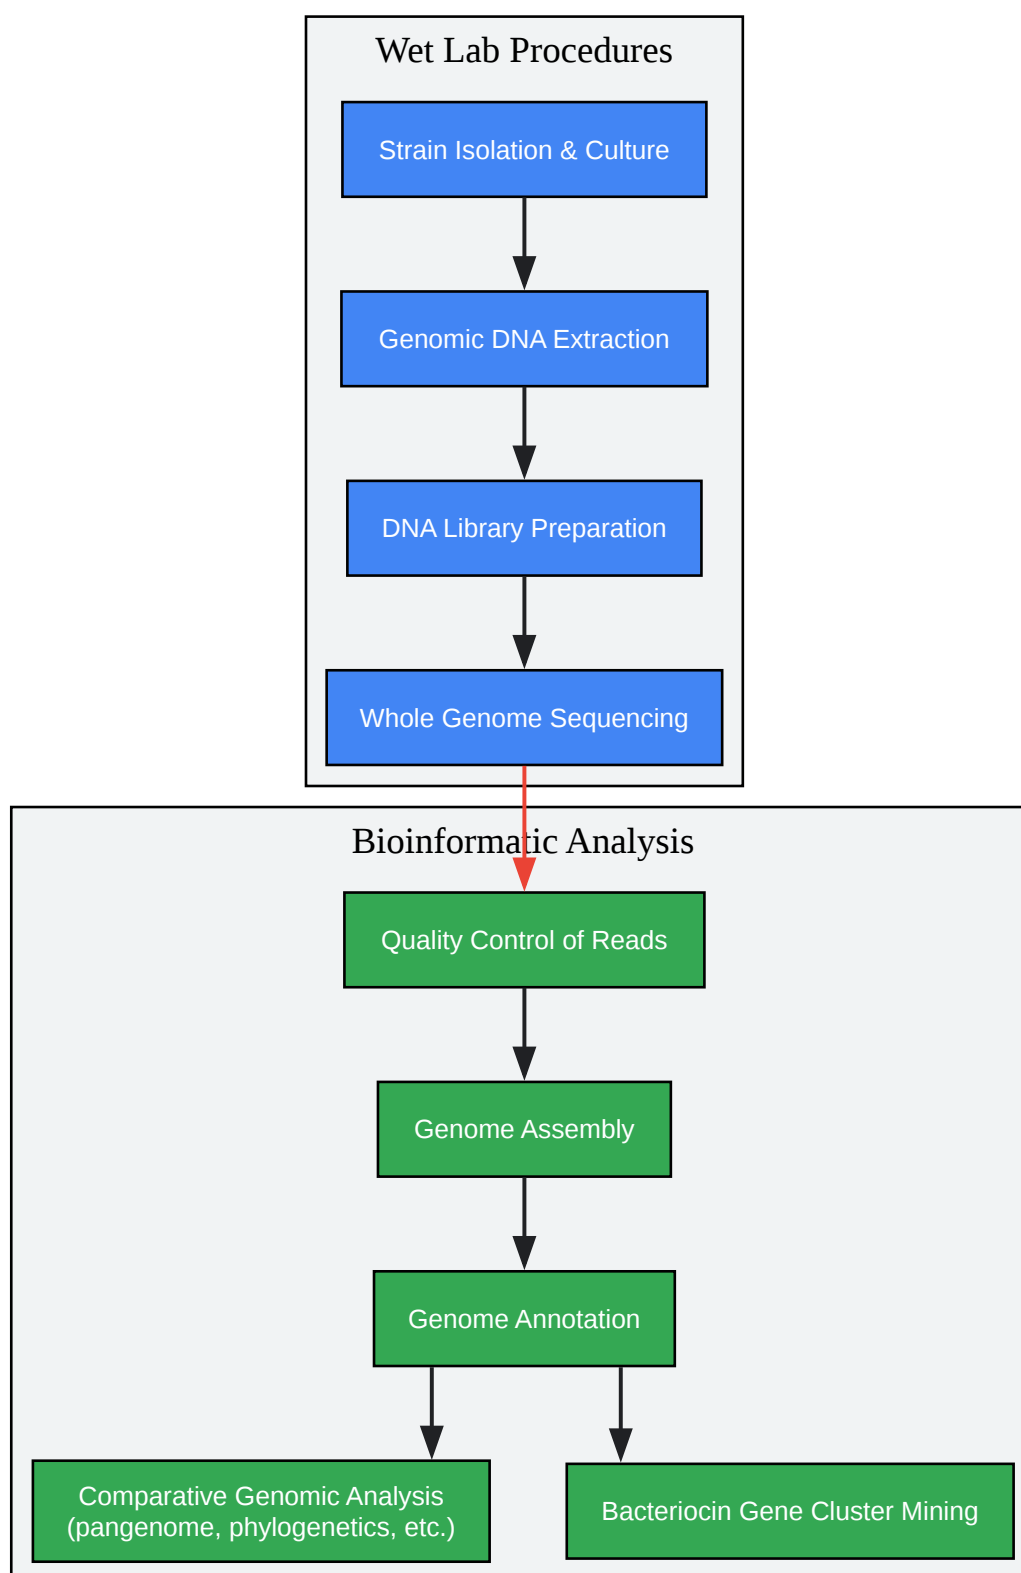 Wet Lab Procedures
Strain Isolation & Culture
Genomic DNA Extraction
DNA Library Preparation
Whole Genome Sequencing
Bioinformatic Analysis
Quality Control of Reads
Genome Assembly
Genome Annotation
Comparative Genomic Analysis
(pangenome, phylogenetics, etc.)
Bacteriocin Gene Cluster Mining